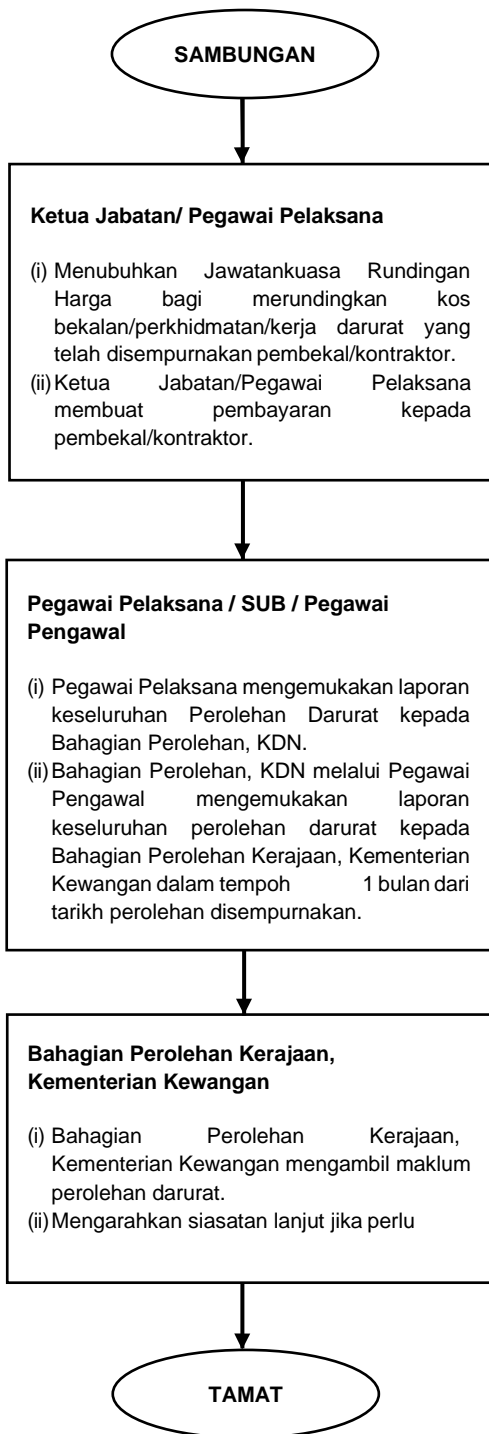 SAMBUNGAN
Ketua Jabatan/ Pegawai Pelaksana
(i) Menubuhkan Jawatankuasa Rundingan
Harga bagi merundingkan kos
bekalan/perkhidmatan/kerja darurat yang
telah disempurnakan pembekal/kontraktor.
(ii) Ketua Jabatan/Pegawai Pelaksana
membuat pembayaran kepada
pembekal/kontraktor.
Pegawai Pelaksana / SUB / Pegawai
Pengawal
(i) Pegawai Pelaksana mengemukakan laporan
keseluruhan Perolehan Darurat kepada
Bahagian Perolehan, KDN.
(ii) Bahagian Perolehan, KDN melalui Pegawai
Pengawal mengemukakan laporan
keseluruhan perolehan darurat kepada
Bahagian Perolehan Kerajaan, Kementerian
Kewangan dalam tempoh 1 bulan dari
tarikh perolehan disempurnakan.
Bahagian Perolehan Kerajaan,
Kementerian Kewangan
(i) Bahagian Perolehan Kerajaan,
Kementerian Kewangan mengambil maklum
perolehan darurat.
(ii) Mengarahkan siasatan lanjut jika perlu
TAMAT